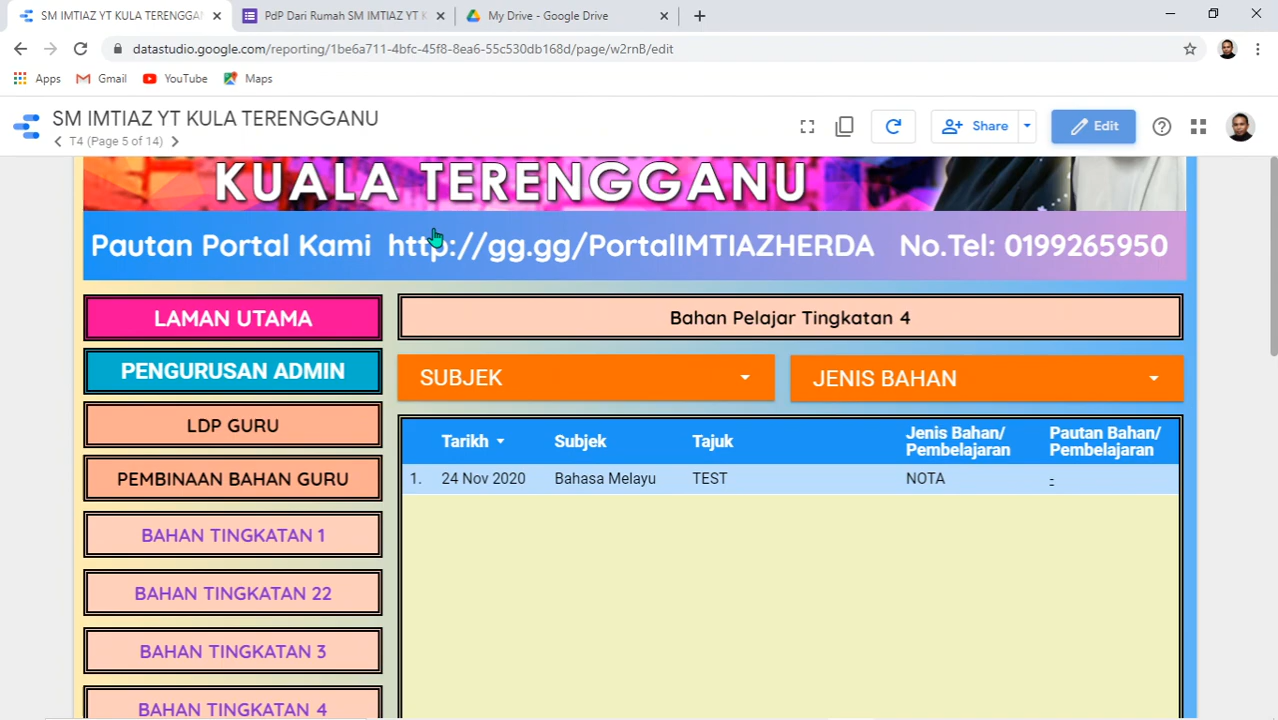 SM IMTIAZ YT KULA TERENGGAN
PdP Dari Rumah SM IMTIAZ YT K
My Drive - Google Drive
datastudio.google.com/reporting/1be6a711-4bfc-45f8-8ea6-55c530db168d/page/w2rnB/edit
Apps Gmail YouTube Maps
SM IMTIAZ YT KULA TERENGGANU
T4 (Page 5 of 14)
Share
Edit
KUALA TERENGGANU
Pautan Portal Kami http://gg.gg/PortalIMTIAZHERDA No.Tel: 0199265950
LAMAN UTAMA
PENGURUSAN ADMIN
LDP GURU
PEMBINAAN BAHAN GURU
BAHAN TINGKATAN 1
BAHAN TINGKATAN 22
BAHAN TINGKATAN 3
BAHAN TINGKATAN 4
Bahan Pelajar Tingkatan 4
SUBJEK
JENIS BAHAN
Tarikh Subjek Tajuk Jenis Bahan/ Pembelajaran Pautan Bahan/ Pembelajaran
1. 24 Nov 2020 Bahasa Melayu TEST NOTA -